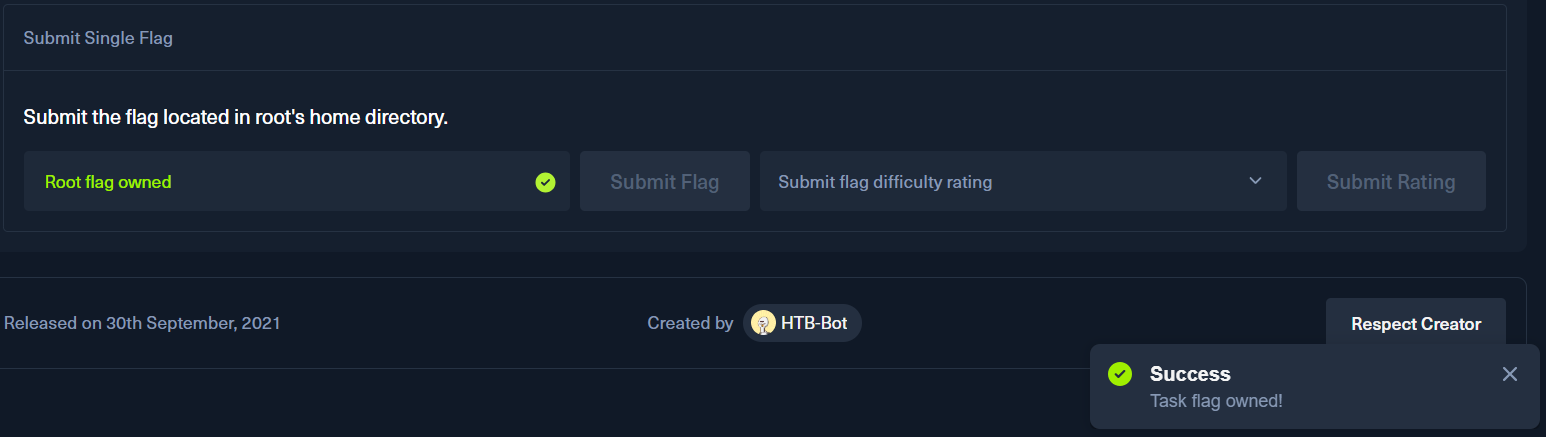 Submit Single Flag
Submit the flag located in root's home directory.
Root flag owned
Submit Flag
Submit flag difficulty rating
Submit Rating
Released on 30th September, 2021
Created by HTB-Bot
Respect Creator
Success
Task flag owned!